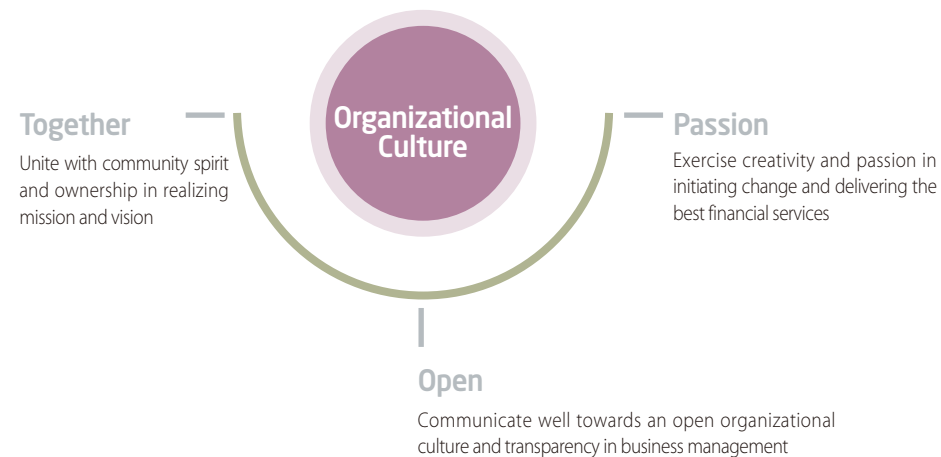 Organizational
Culture
Together
Unite with community spirit
and ownership in realizing
mission and vision
Passion
Exercise creativity and passion in
initiating change and delivering the
best financial services
Open
Communicate well towards an open organizational
culture and transparency in business management